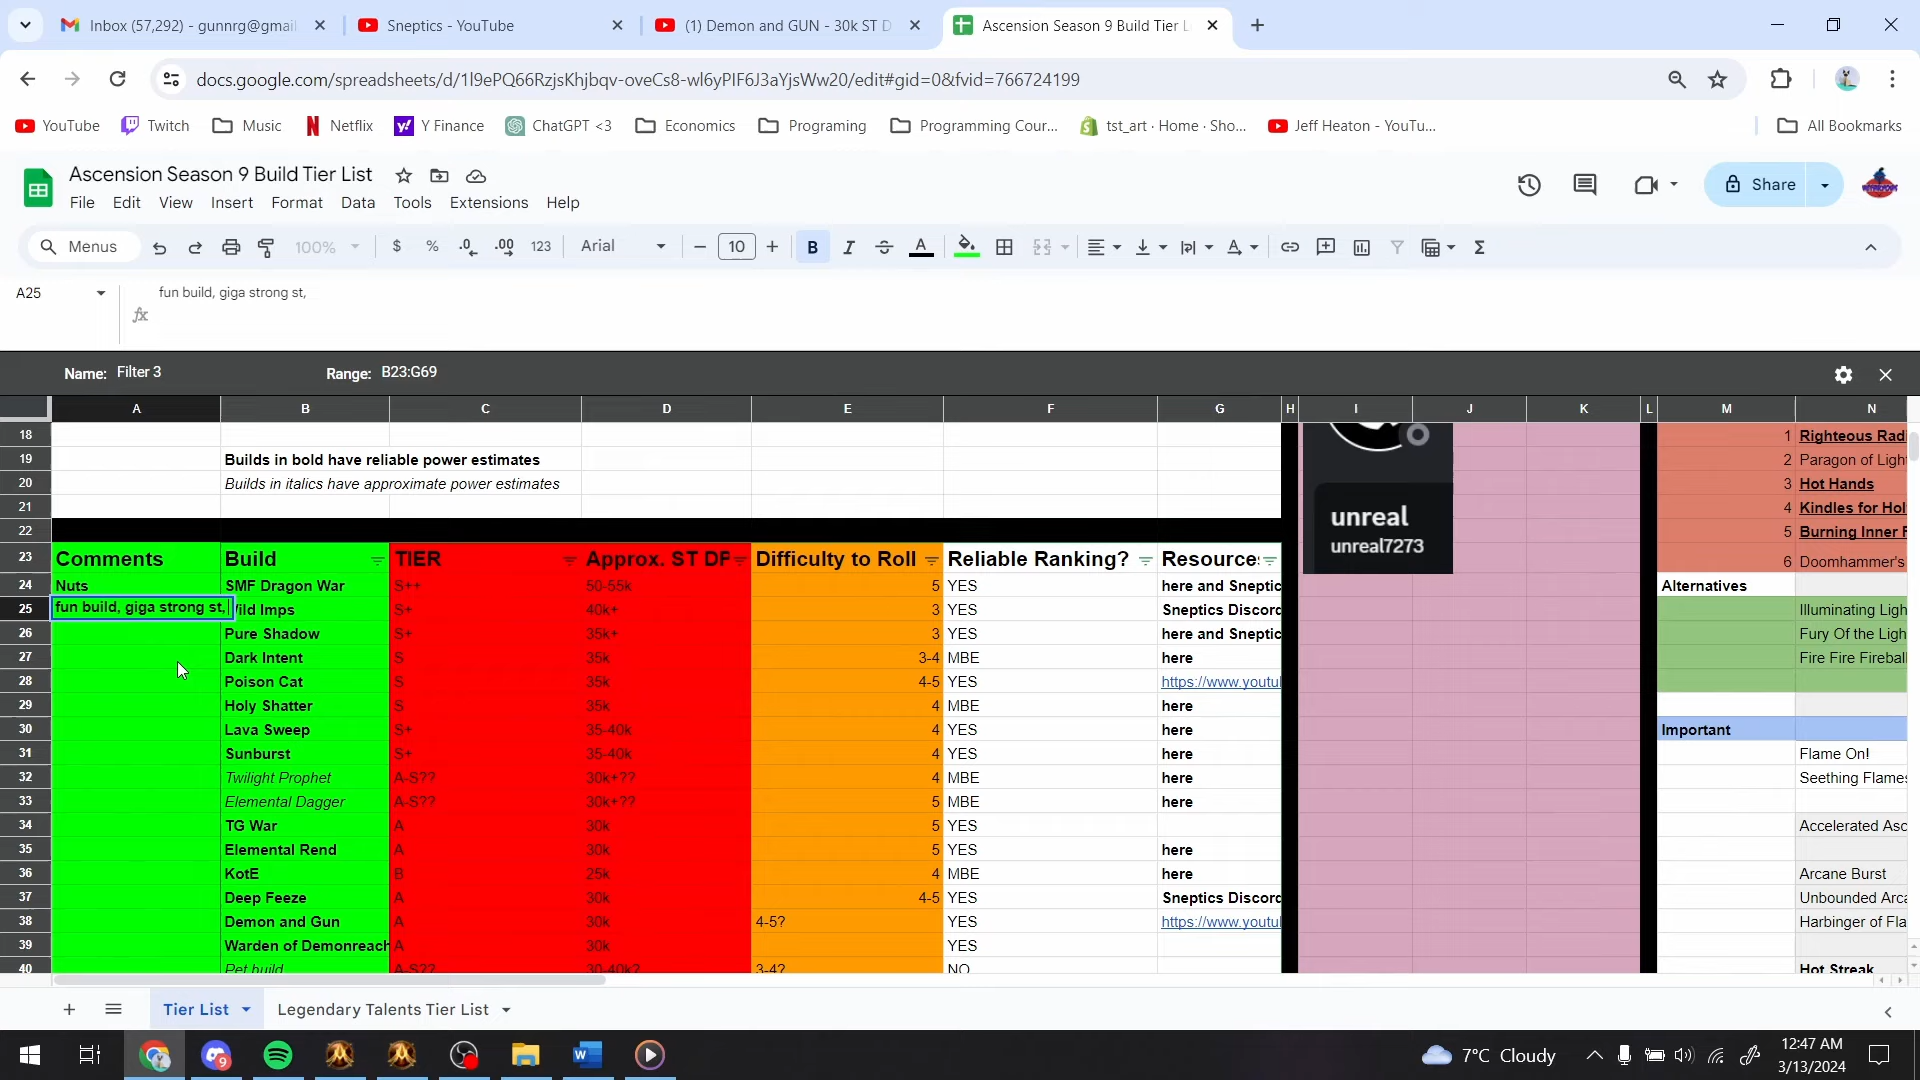 Inbox (57,292) - gunnrg@gmai
Sneptics - YouTube
(1) Demon and GUN - 30k ST D
Ascension Season 9 Build Tier L
docs.google.com/spreadsheets/d/1l9ePQ66RzjsKhjbqv-oveCs8-wl6yPIF6J3aYjsWw20/edit#gid=0&fvid=766724199
YouTube Twitch Music Netflix Y Finance ChatGPT <3 Economics Programing Programming Cour... tst_art · Home · Sho... Jeff Heaton - YouTu... All Bookmarks
Ascension Season 9 Build Tier List
Share
File Edit View Insert Format Data Tools Extensions Help
Menus 100% $ % .0 .00 123 Arial 10 B I A Σ
A25 fx fun build, giga strong st,
Name: Filter 3 Range: B23:G69
A B C D E F G H I J K L M N
18 1 Righteous Rad
19 Builds in bold have reliable power estimates 2 Paragon of Ligh
20 Builds in italics have approximate power estimates 3 Hot Hands
21 4 Kindles for Hol
unreal
22 5 Burning Inner F
unreal7273
23 Comments Build TIER Approx. ST DP Difficulty to Roll Reliable Ranking? Resource 6 Doomhammer's
24 Nuts SMF Dragon War S++ 50-55k 5 YES here and Sneptic Alternatives
25 fun build, giga strong st, Wild Imps S+ 40k+ 3 YES Sneptics Discord Illuminating Ligh
26 Pure Shadow S+ 35k+ 3 YES here and Sneptic Fury Of the Ligh
27 Dark Intent S 35k 3-4 MBE here Fire Fire Firebal
28 Poison Cat S 35k 4-5 YES https://www.youtul
29 Holy Shatter S 35k 4 MBE here
30 Lava Sweep S+ 35-40k 4 YES here Important
31 Sunburst S+ 35-40k 4 YES here Flame On!
32 Twilight Prophet A-S?? 30k+?? 4 MBE here Seething Flames
33 Elemental Dagger A-S?? 30k+?? 5 MBE here
34 TG War A 30k 5 YES Accelerated Asc
35 Elemental Rend A 30k 5 YES here
36 KotE B 25k 4 MBE here Arcane Burst
37 Deep Feeze A 30k 4-5 YES Sneptics Discord Unbounded Arca
38 Demon and Gun A 30k 4-5? YES https://www.youtul Harbinger of Fla
39 Warden of Demonreach A 30k YES
40 Pet build A-S?? 30-40k? 3-4? NO Hot Streak
Tier List Legendary Talents Tier List
9 7°C Cloudy 12:47 AM
3/13/2024